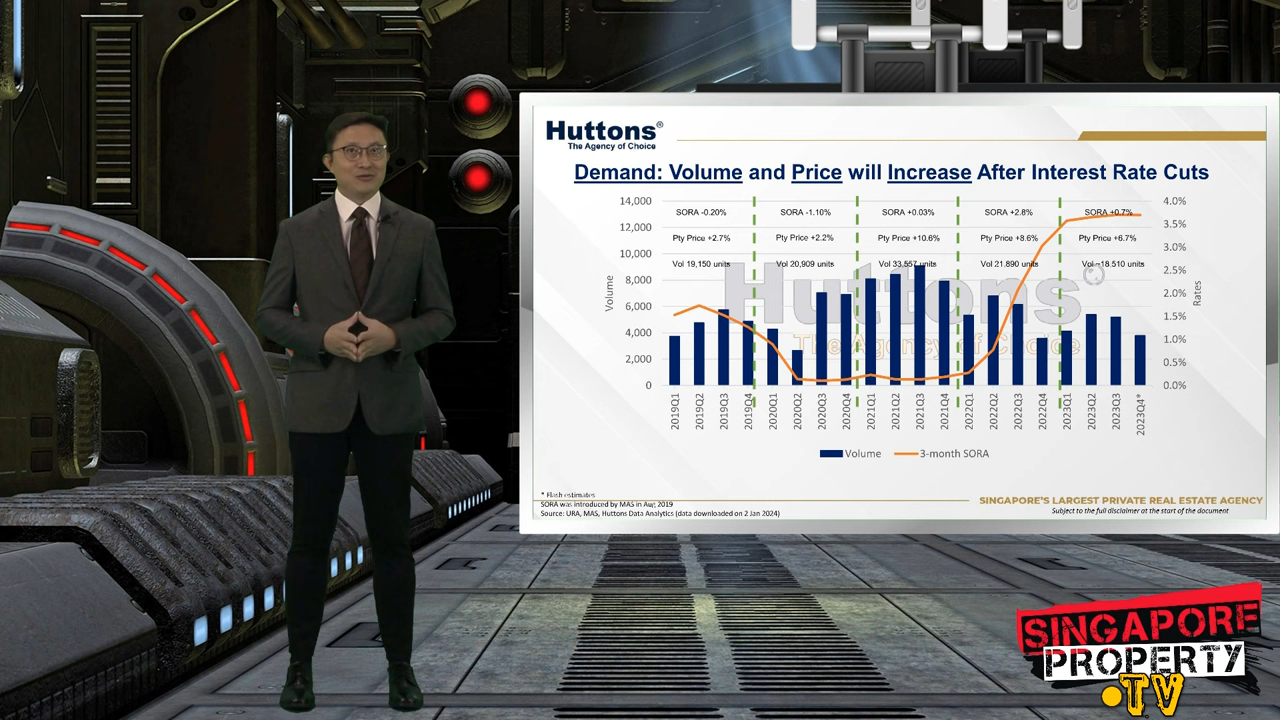 Huttons®
The Agency of Choice
Demand: Volume and Price will Increase After Interest Rate Cuts
14,000
12,000
10,000
8,000
6,000
4,000
2,000
0
Volume
4.0%
3.5%
3.0%
2.5%
2.0%
1.5%
1.0%
0.5%
0.0%
Rates
SORA -0.20% SORA -1.10% SORA +0.03% SORA +2.8% SORA +0.7%
Pty Price +2.7% Pty Price +2.2% Pty Price +10.6% Pty Price +8.6% Pty Price +6.7%
Vol 19,150 units Vol 20,909 units Vol 33,557 units Vol 21.890 units Vol ~18 510 units
Huttons®
The Agency of Choice
2019Q1 2019Q2 2019Q3 2019Q4 2020Q1 2020Q2 2020Q3 2020Q4 2021Q1 2021Q2 2021Q3 2021Q4 2022Q1 2022Q2 2022Q3 2022Q4 2023Q1 2023Q2 2023Q3 2023Q4*
Volume 3-month SORA
* Flash estimates
SORA was introduced by MAS in Aug 2019
Source: URA, MAS, Huttons Data Analytics (data downloaded on 2 Jan 2024)
SINGAPORE'S LARGEST PRIVATE REAL ESTATE AGENCY
Subject to the full disclaimer at the start of the document
SINGAPORE
PROPERTY
.TV